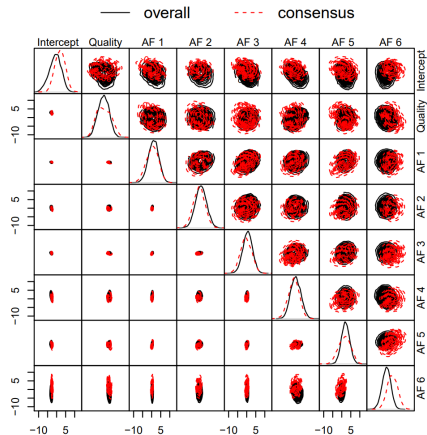 overall consensus
Intercept Quality AF 1 AF 2 AF 3 AF 4 AF 5 AF 6
Intercept
−10 5 Quality
AF 1
−10 5 AF 2
−10 5 AF 3
−10 5 AF 4
AF 5
−10 5 AF 6
−10 5 −10 5 −10 5 −10 5